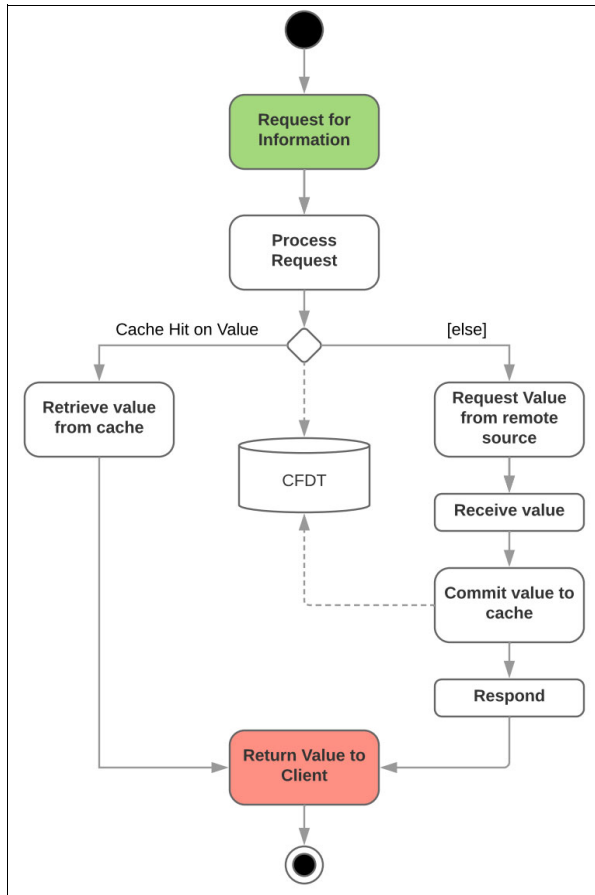 Request for
Information
Process
Request
Cache Hit on Value
[else]
Retrieve value
from cache
Request Value
from remote
source
CFDT
Receive value
Commit value to
cache
Respond
Return Value to
Client